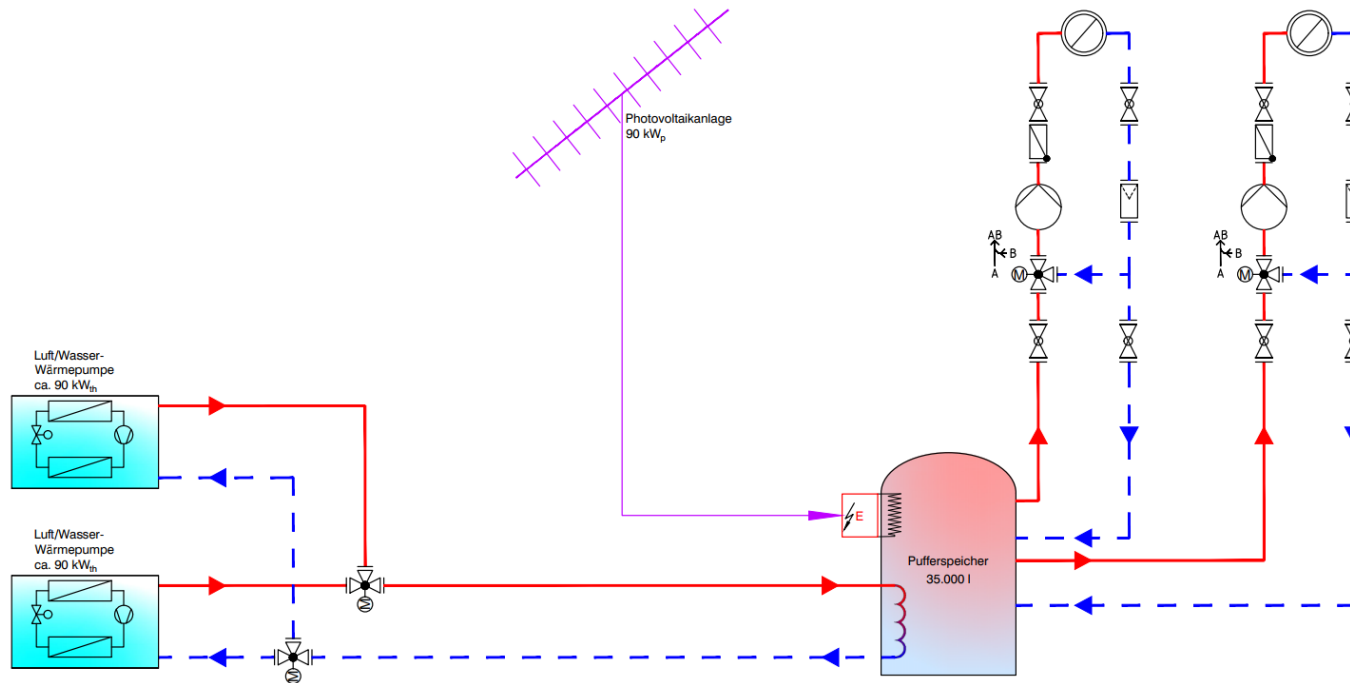 Photovoltaikanlage
90 kWp
AB
B
A
M
AB
B
A
M
Luft/Wasser-
Wärmepumpe
ca. 90 kWth
Luft/Wasser-
Wärmepumpe
ca. 90 kWth
E
Pufferspeicher
35.000 l
M
M